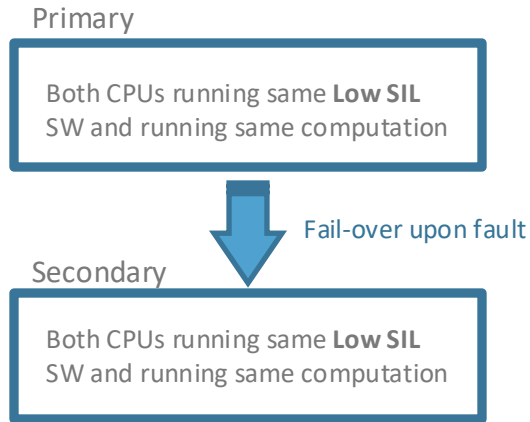 Primary
Both CPUs running same Low SIL
SW and running same computation
Fail-over upon fault
Secondary
Both CPUs running same Low SIL
SW and running same computation